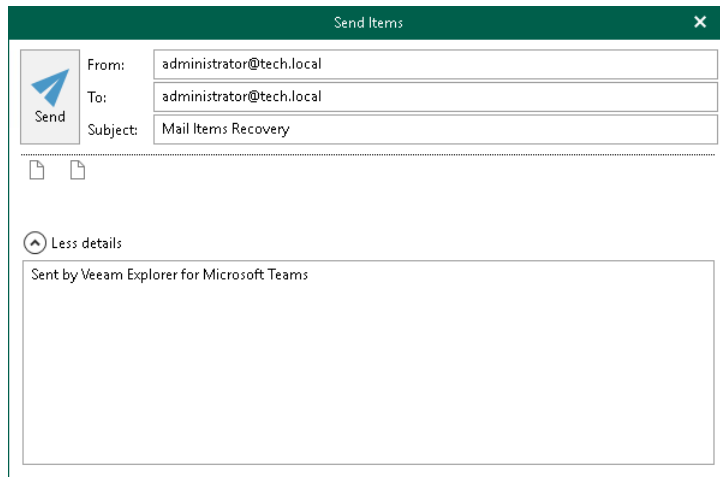 Send Items
From:
administrator@tech.local
To:
administrator@tech.local
Send
Subject:
Mail Items Recovery
Less details
Sent by Veeam Explorer for Microsoft Teams